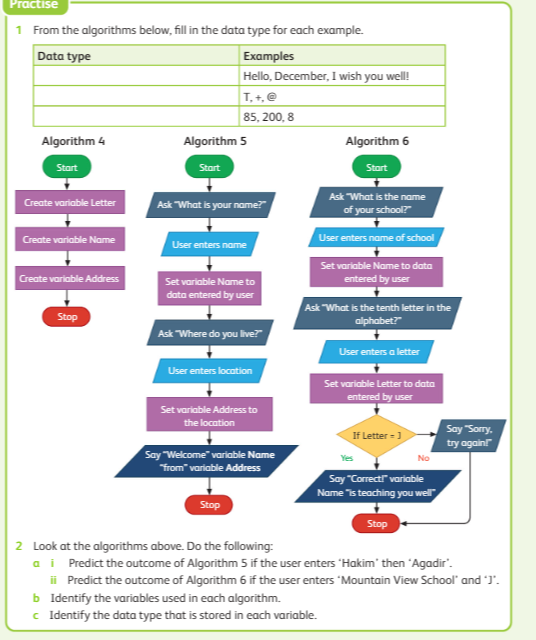 Practise
1 From the algorithms below, fill in the data type for each example.
Data type Examples
Hello, December, I wish you well!
T, +, @
85, 200, 8
Algorithm 4
Start
Create variable Letter
Create variable Name
Create variable Address
Stop
Algorithm 5
Start
Ask "What is your name?"
User enters name
Set variable Name to
data entered by user
Ask "Where do you live?"
User enters location
Set variable Address to
the location
Say "Welcome" variable Name
"from" variable Address
Stop
Algorithm 6
Start
Ask "What is the name
of your school?"
User enters name of school
Set variable Name to data
entered by user
Ask "What is the tenth letter in the
alphabet?"
User enters a letter
Set variable Letter to data
entered by user
If Letter = J
Yes
No
Say "Sorry,
try again!"
Say "Correct!" variable
Name "is teaching you well"
Stop
2 Look at the algorithms above. Do the following:
a i Predict the outcome of Algorithm 5 if the user enters 'Hakim' then 'Agadir'.
ii Predict the outcome of Algorithm 6 if the user enters 'Mountain View School' and 'J'.
b Identify the variables used in each algorithm.
c Identify the data type that is stored in each variable.